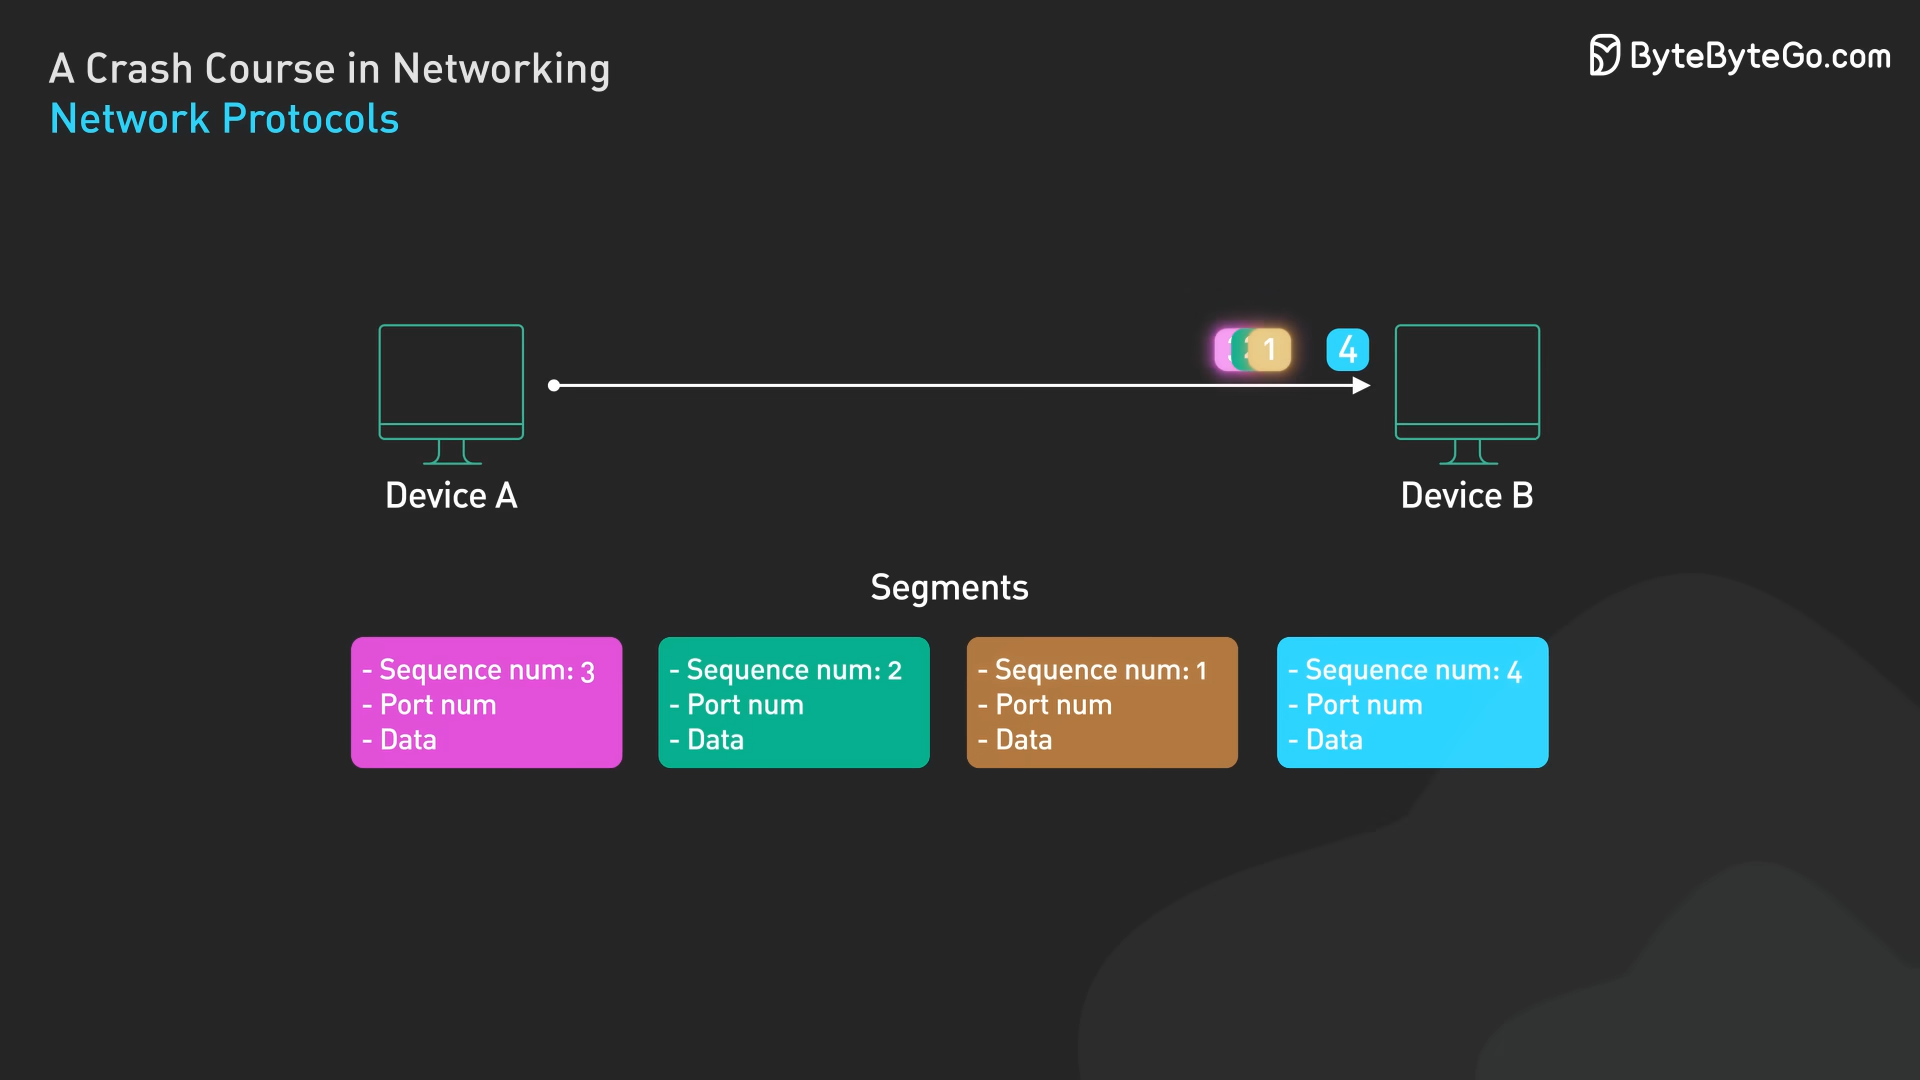 A Crash Course in Networking
Network Protocols
ByteByteGo.com
1
4
Device A
Device B
Segments
- Sequence num: 3
- Port num
- Data
- Sequence num: 2
- Port num
- Data
- Sequence num: 1
- Port num
- Data
- Sequence num: 4
- Port num
- Data